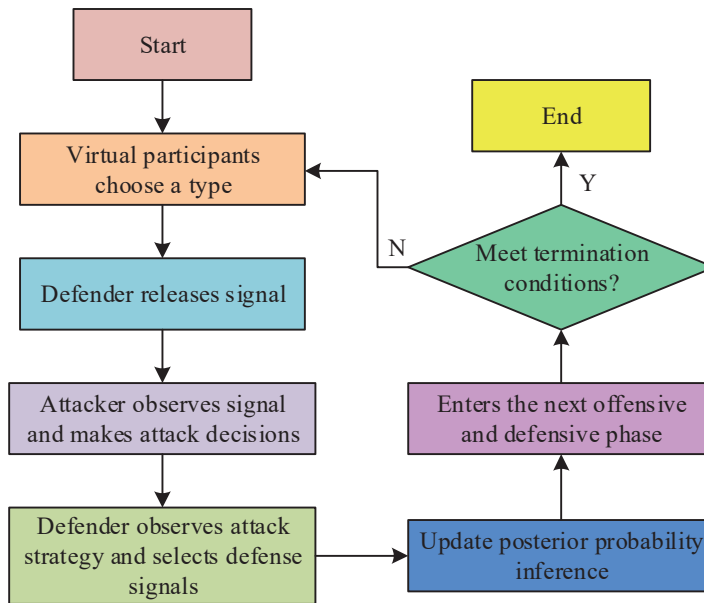 Start
Virtual participants
choose a type
Defender releases signal
Attacker observes signal
and makes attack decisions
Defender observes attack
strategy and selects defense
signals
Update posterior probability
inference
Enters the next offensive
and defensive phase
Meet termination
conditions?
N
Y
End